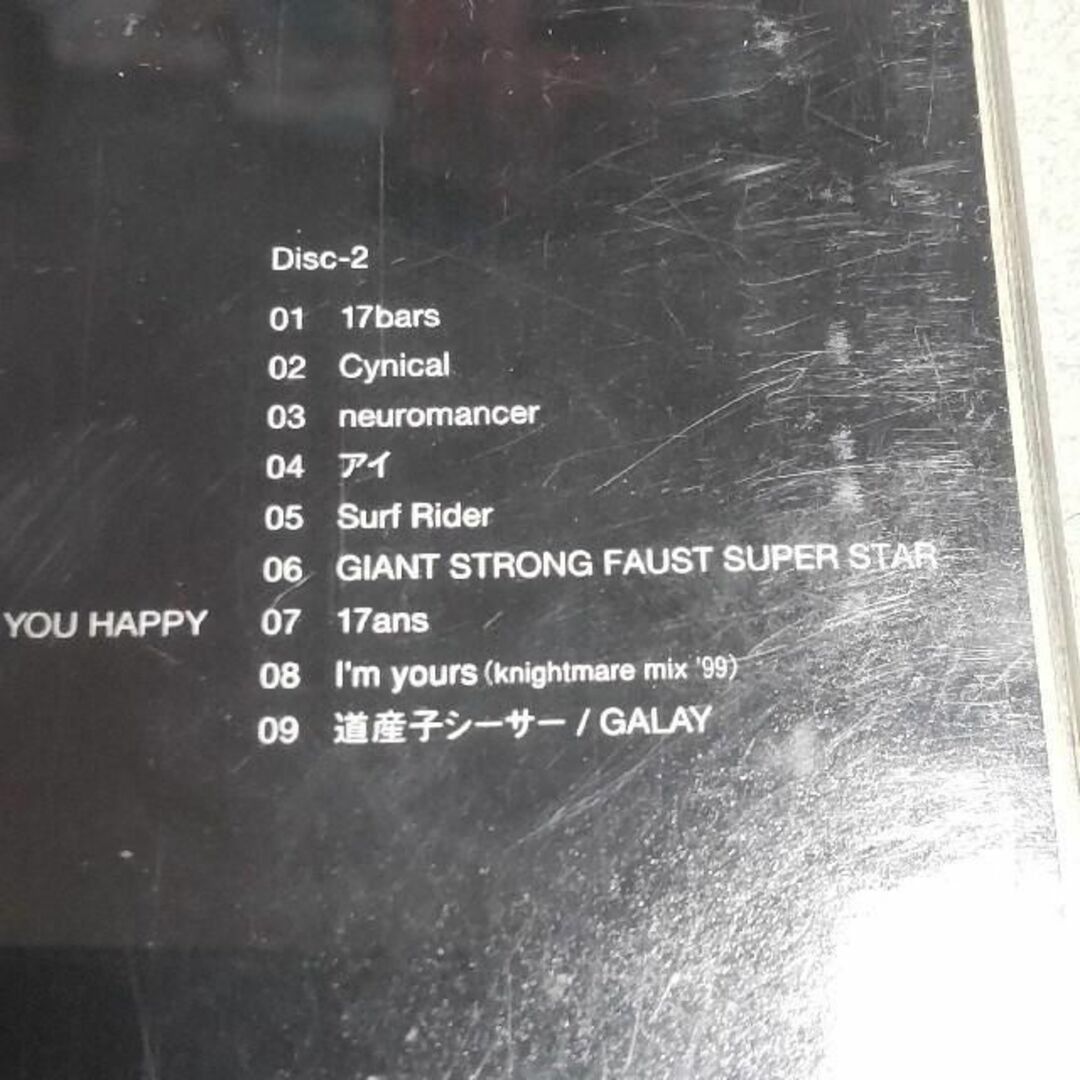 Disc-2
01 17bars
02 Cynical
03 neuromancer
04 アイ
05 Surf Rider
06 GIANT STRONG FAUST SUPER STAR
YOU HAPPY 07 17ans
08 I'm yours (knightmare mix '99)
09 道産子シーサー / GALAY